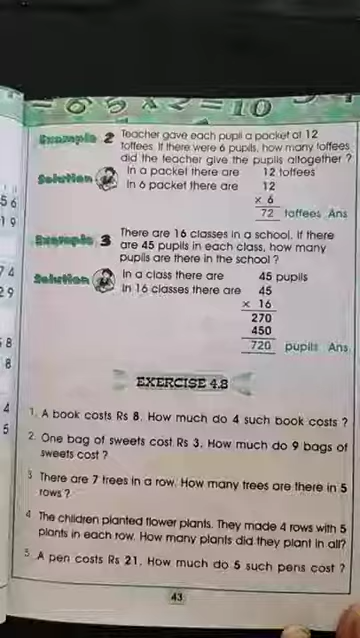 = 6 5 x 2 = 10
Example 2 Teacher gave each pupil a packet of 12
toffees. If there were 6 pupils, how many toffees
did the teacher give the pupils altogether ?
Solution In a packet there are 12 toffees
In 6 packet there are 12
x 6
72 toffees Ans
Example 3 There are 16 classes in a school. If there
are 45 pupils in each class, how many
pupils are there in the school ?
Solution In a class there are 45 pupils
In 16 classes there are 45
x 16
270
450
720 pupils Ans
EXERCISE 4.8
1. A book costs Rs 8. How much do 4 such book costs ?
2. One bag of sweets cost Rs 3. How much do 9 bags of
sweets cost ?
3 There are 7 trees in a row. How many trees are there in 5
rows ?
4 The children planted flower plants. They made 4 rows with 5
plants in each row. How many plants did they plant in all?
5. A pen costs Rs 21. How much do 5 such pens cost ?
43